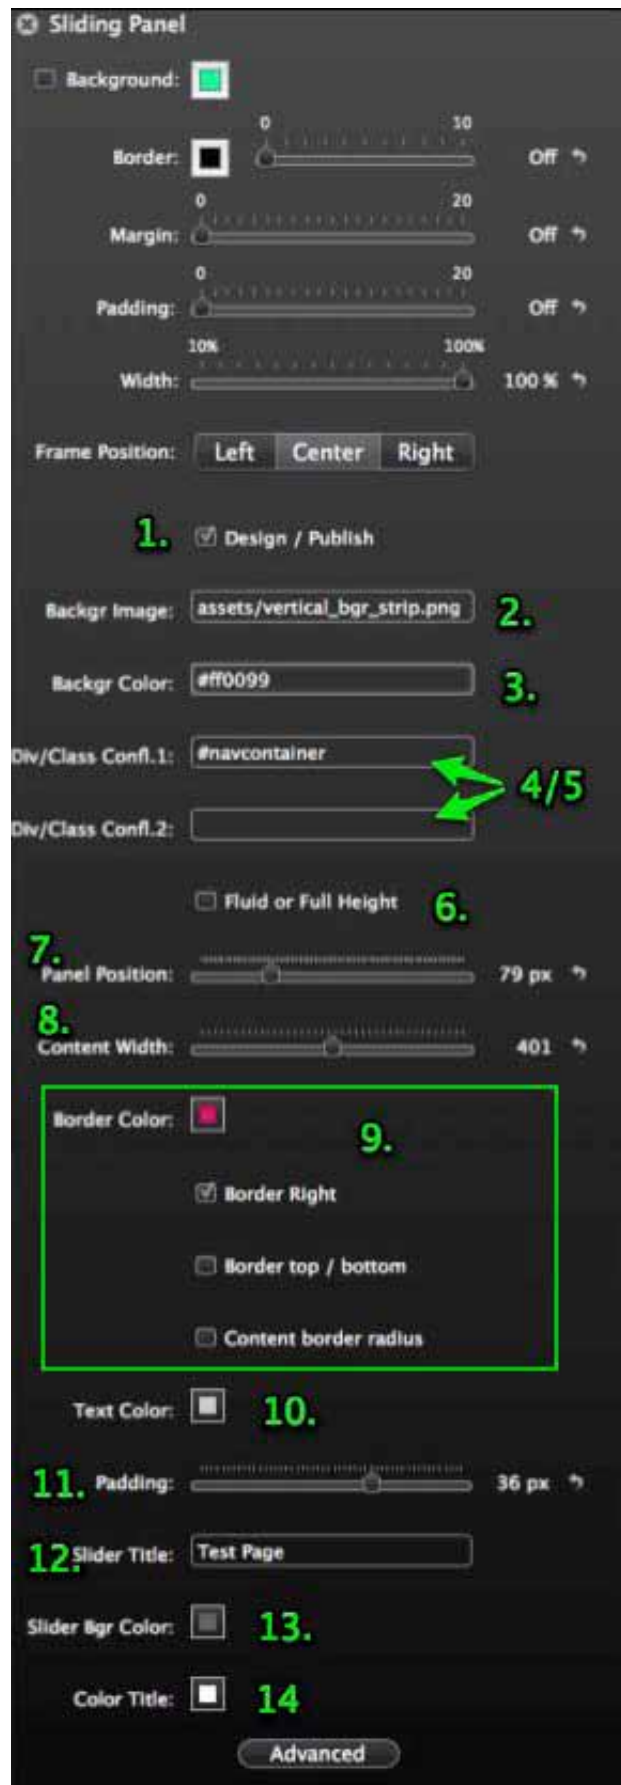 Sliding Panel
Background:
0 10
Border: Off
0 20
Margin: Off
0 20
Padding: Off
10% 100%
Width: 100 %
Frame Position: Left Center Right
1. Design / Publish
Backgr Image: assets/vertical_bgr_strip.png 2.
Backgr Color: #ff0099 3.
Div/Class Confl.1: #navcontainer
4/5
Div/Class Confl.2:
Fluid or Full Height 6.
7.
Panel Position: 79 px
8.
Content Width: 401
Border Color: 9.
Border Right
Border top / bottom
Content border radius
Text Color: 10.
11. Padding: 36 px
12. Slider Title: Test Page
Slider Bgr Color: 13.
Color Title: 14
Advanced